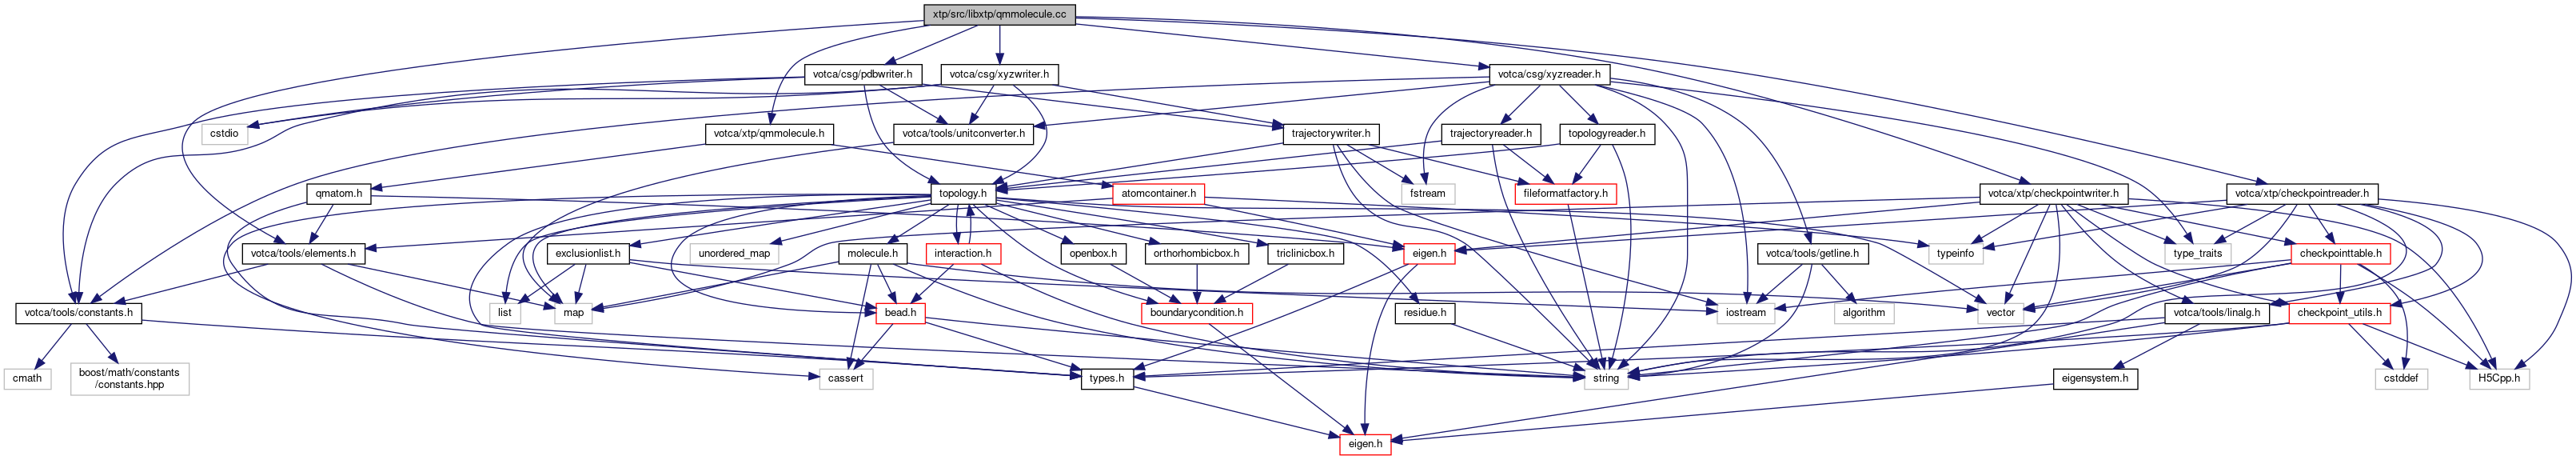 xtp/src/libxtp/qmmolecule.cc
votca/csg/pdbwriter.h
votca/csg/xyzwriter.h
votca/csg/xyzreader.h
cstdio
votca/xtp/qmmolecule.h
votca/tools/unitconverter.h
trajectorywriter.h
trajectoryreader.h
topologyreader.h
qmatom.h
topology.h
atomcontainer.h
fstream
fileformatfactory.h
votca/xtp/checkpointwriter.h
votca/xtp/checkpointreader.h
votca/tools/elements.h
exclusionlist.h
unordered_map
molecule.h
interaction.h
openbox.h
orthorhombicbox.h
triclinicbox.h
eigen.h
votca/tools/getline.h
typeinfo
type_traits
checkpointtable.h
votca/tools/constants.h
list
map
bead.h
boundarycondition.h
residue.h
iostream
algorithm
vector
votca/tools/linalg.h
checkpoint_utils.h
cmath
boost/math/constants
/constants.hpp
cassert
types.h
string
eigensystem.h
cstddef
H5Cpp.h
eigen.h